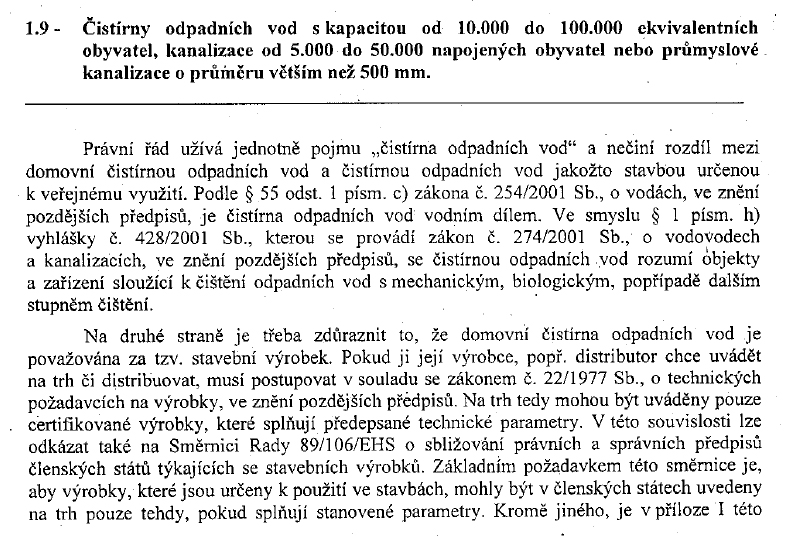 1.9 - Čistírny odpadních vod s kapacitou od 10.000 do 100.000 ekvivalentních
obyvatel, kanalizace od 5.000 do 50.000 napojených obyvatel nebo průmyslové
kanalizace o průměru větším než 500 mm.
Právní řád užívá jednotně pojmu „čistírna odpadních vod“ a nečiní rozdíl mezi
domovní čistírnou odpadních vod a čistírnou odpadních vod jakožto stavbou určenou
k veřejnému využití. Podle § 55 odst. 1 písm. c) zákona č. 254/2001 Sb., o vodách, ve znění
pozdějších předpisů, je čistírna odpadních vod vodním dílem. Ve smyslu § 1 písm. h)
vyhlášky č. 428/2001 Sb., kterou se provádí zákon č. 274/2001 Sb., o vodovodech
a kanalizacích, ve znění pozdějších předpisů, se čistírnou odpadních vod rozumí objekty
a zařízení sloužící k čištění odpadních vod s mechanickým, biologickým, popřípadě dalším
stupněm čištění.
Na druhé straně je třeba zdůraznit to, že domovní čistírna odpadních vod je
považována za tzv. stavební výrobek. Pokud ji její výrobce, popř. distributor chce uvádět
na trh či distribuovat, musí postupovat v souladu se zákonem č. 22/1977 Sb., o technických
požadavcích na výrobky, ve znění pozdějších předpisů. Na trh tedy mohou být uváděny pouze
certifikované výrobky, které splňují předepsané technické parametry. V této souvislosti lze
odkázat také na Směrnici Rady 89/106/EHS o sbližování právních a správních předpisů
členských států týkajících se stavebních výrobků. Základním požadavkem této směrnice je,
aby výrobky, které jsou určeny k použití ve stavbách, mohly být v členských státech uvedeny
na trh pouze tehdy, pokud splňují stanovené parametry. Kromě jiného, je v příloze I této